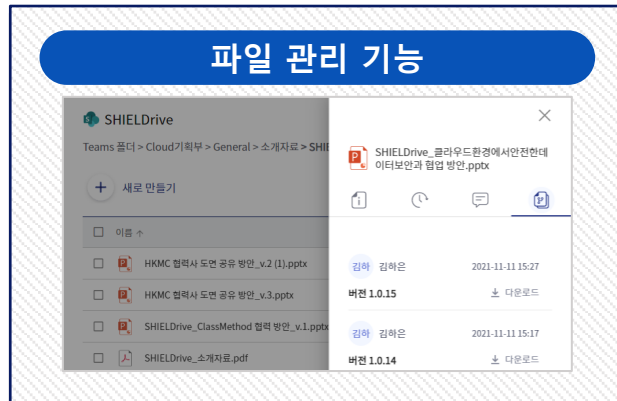 파일 관리 기능
SHIELDrive
Teams 폴더 > Cloud기획부 > General > 소개자료 > SHIE
새로 만들기
이름
HKMC 협력사 도면 공유 방안_v.2 (1).pptx
HKMC 협력사 도면 공유 방안_v.3.pptx
SHIELDrive_ClassMethod 협력 방안_v.1.pptx
SHIELDrive_소개자료.pdf
SHIELDrive_클라우드환경에서안전한데
이터보안과 협업 방안.pptx
김하 김하은 2021-11-11 15:27
버전 1.0.15 다운로드
김하 김하은 2021-11-11 15:17
버전 1.0.14 다운로드